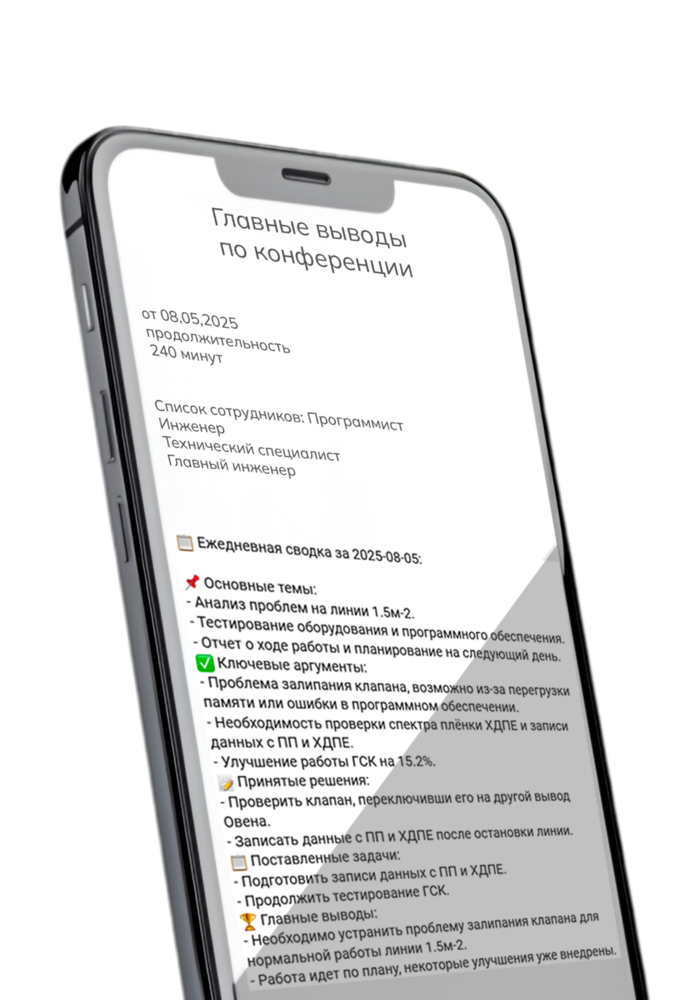 Главные выводы
по конференции
от 08,05,2025
продолжительность
240 минут
Список сотрудников: Программист
Инженер
Технический специалист
Главный инженер
Ежедневная сводка за 2025-08-05:
Основные темы:
- Анализ проблем на линии 1.5м-2.
- Тестирование оборудования и программного обеспечения.
- Отчет о ходе работы и планирование на следующий день.
Ключевые аргументы:
- Проблема залипания клапана, возможно из-за перегрузки
памяти или ошибки в программном обеспечении.
- Необходимость проверки спектра плёнки ХДПЕ и записи
данных с ПП и ХДПЕ.
- Улучшение работы ГСК на 15.2%.
Принятые решения:
- Проверить клапан, переключивши его на другой вывод
Овена.
- Записать данные с ПП и ХДПЕ после остановки линии.
Поставленные задачи:
- Подготовить записи данных с ПП и ХДПЕ.
- Продолжить тестирование ГСК.
Главные выводы:
- Необходимо устранить проблему залипания клапана для
нормальной работы линии 1.5м-2.
- Работа идет по плану, некоторые улучшения уже внедрены.